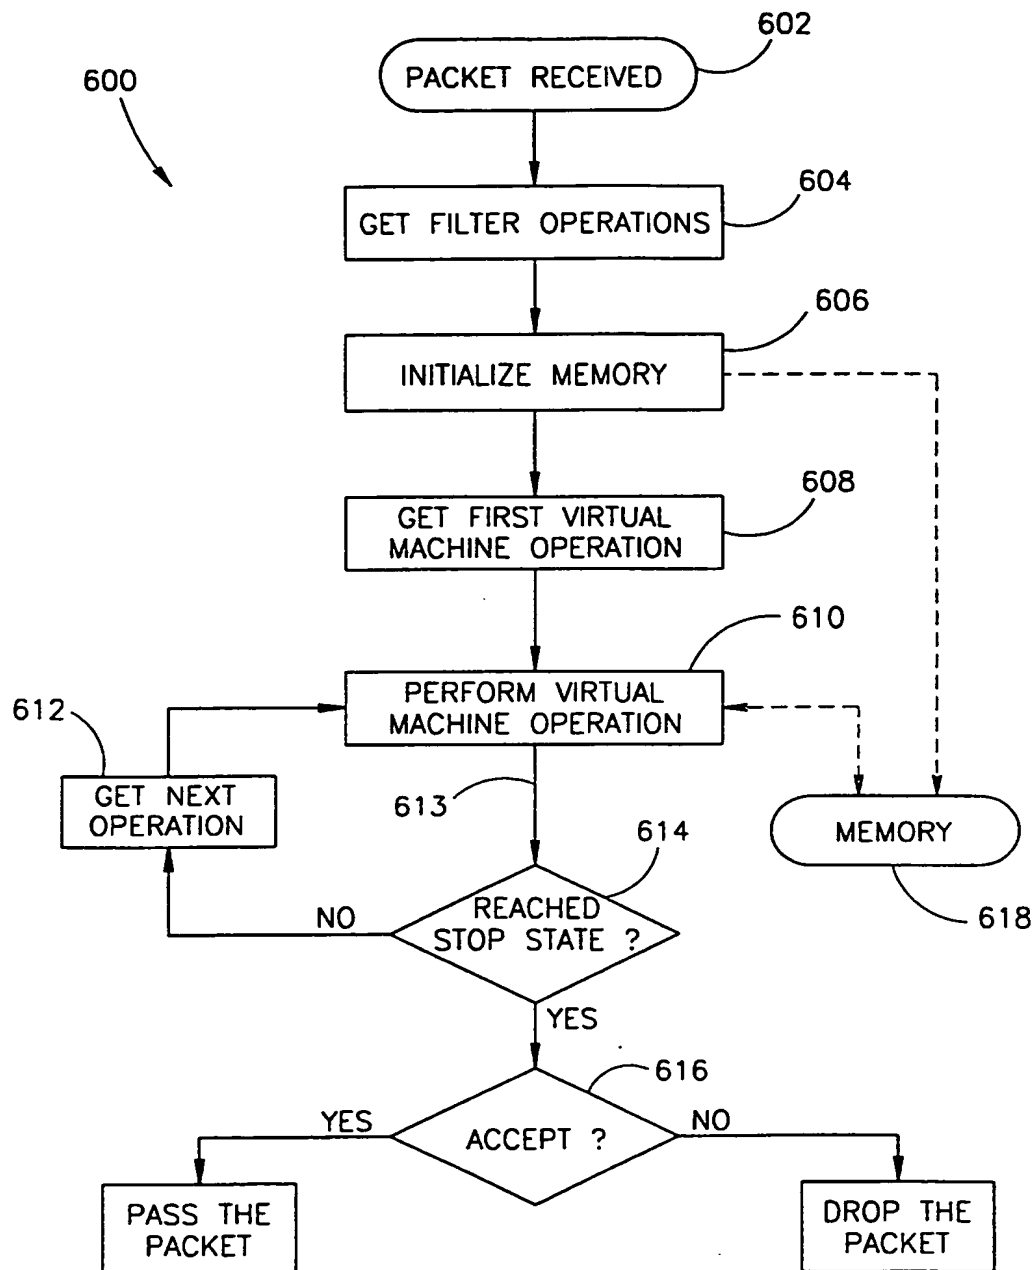 602
PACKET RECEIVED
600
604
GET FILTER OPERATIONS
606
INITIALIZE MEMORY
608
GET FIRST VIRTUAL
MACHINE OPERATION
610
PERFORM VIRTUAL
MACHINE OPERATION
612
GET NEXT
OPERATION
613
MEMORY
614
618
NO
REACHED
STOP STATE ?
YES
616
YES
ACCEPT ?
NO
PASS THE
PACKET
DROP THE
PACKET